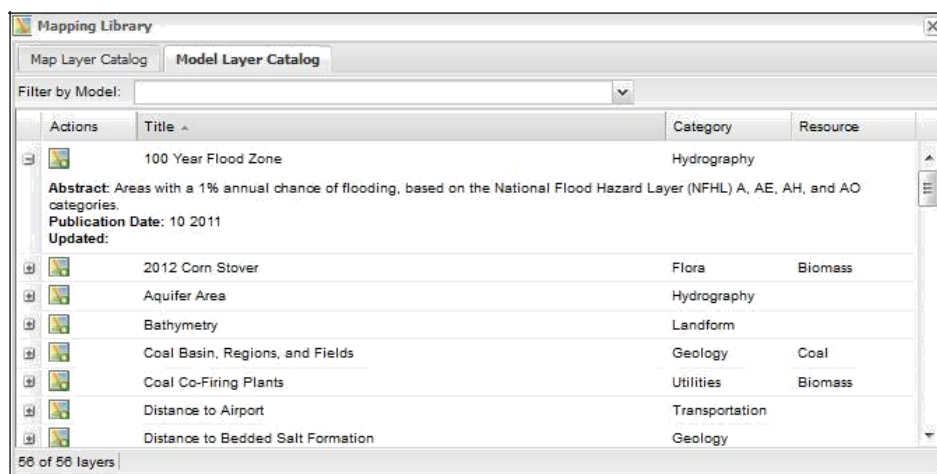 Mapping Library
Map Layer Catalog Model Layer Catalog
Filter by Model:
Actions Title Category Resource
100 Year Flood Zone Hydrography
Abstract: Areas with a 1% annual chance of flooding, based on the National Flood Hazard Layer (NFHL) A, AE, AH, and AO
categories.
Publication Date: 10 2011
Updated:
2012 Corn Stover Flora Biomass
Aquifer Area Hydrography
Bathymetry Landform
Coal Basin, Regions, and Fields Geology Coal
Coal Co-Firing Plants Utilities Biomass
Distance to Airport Transportation
Distance to Bedded Salt Formation Geology
56 of 56 layers